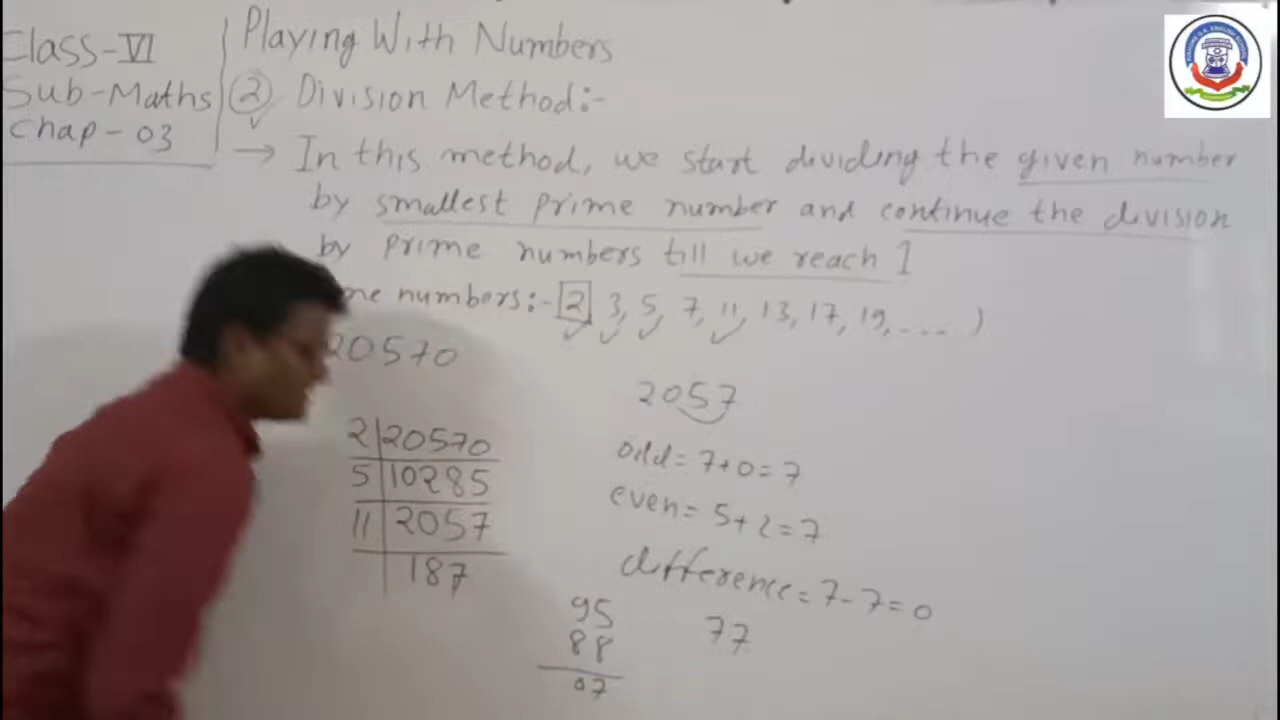 Class-VI
Sub-Maths
Chap-03
Playing With Numbers
2 Division Method:-
→ In this method, we start dividing the given number
by smallest prime number and continue the division
by prime numbers till we reach 1
numbers:- 2, 3, 5, 7, 11, 13, 17, 19, .... )
20570
2 20570
5 10285
11 2057
187
2057
odd = 7+0=7
even = 5+2=7
difference = 7-7=0
95
88
07
77